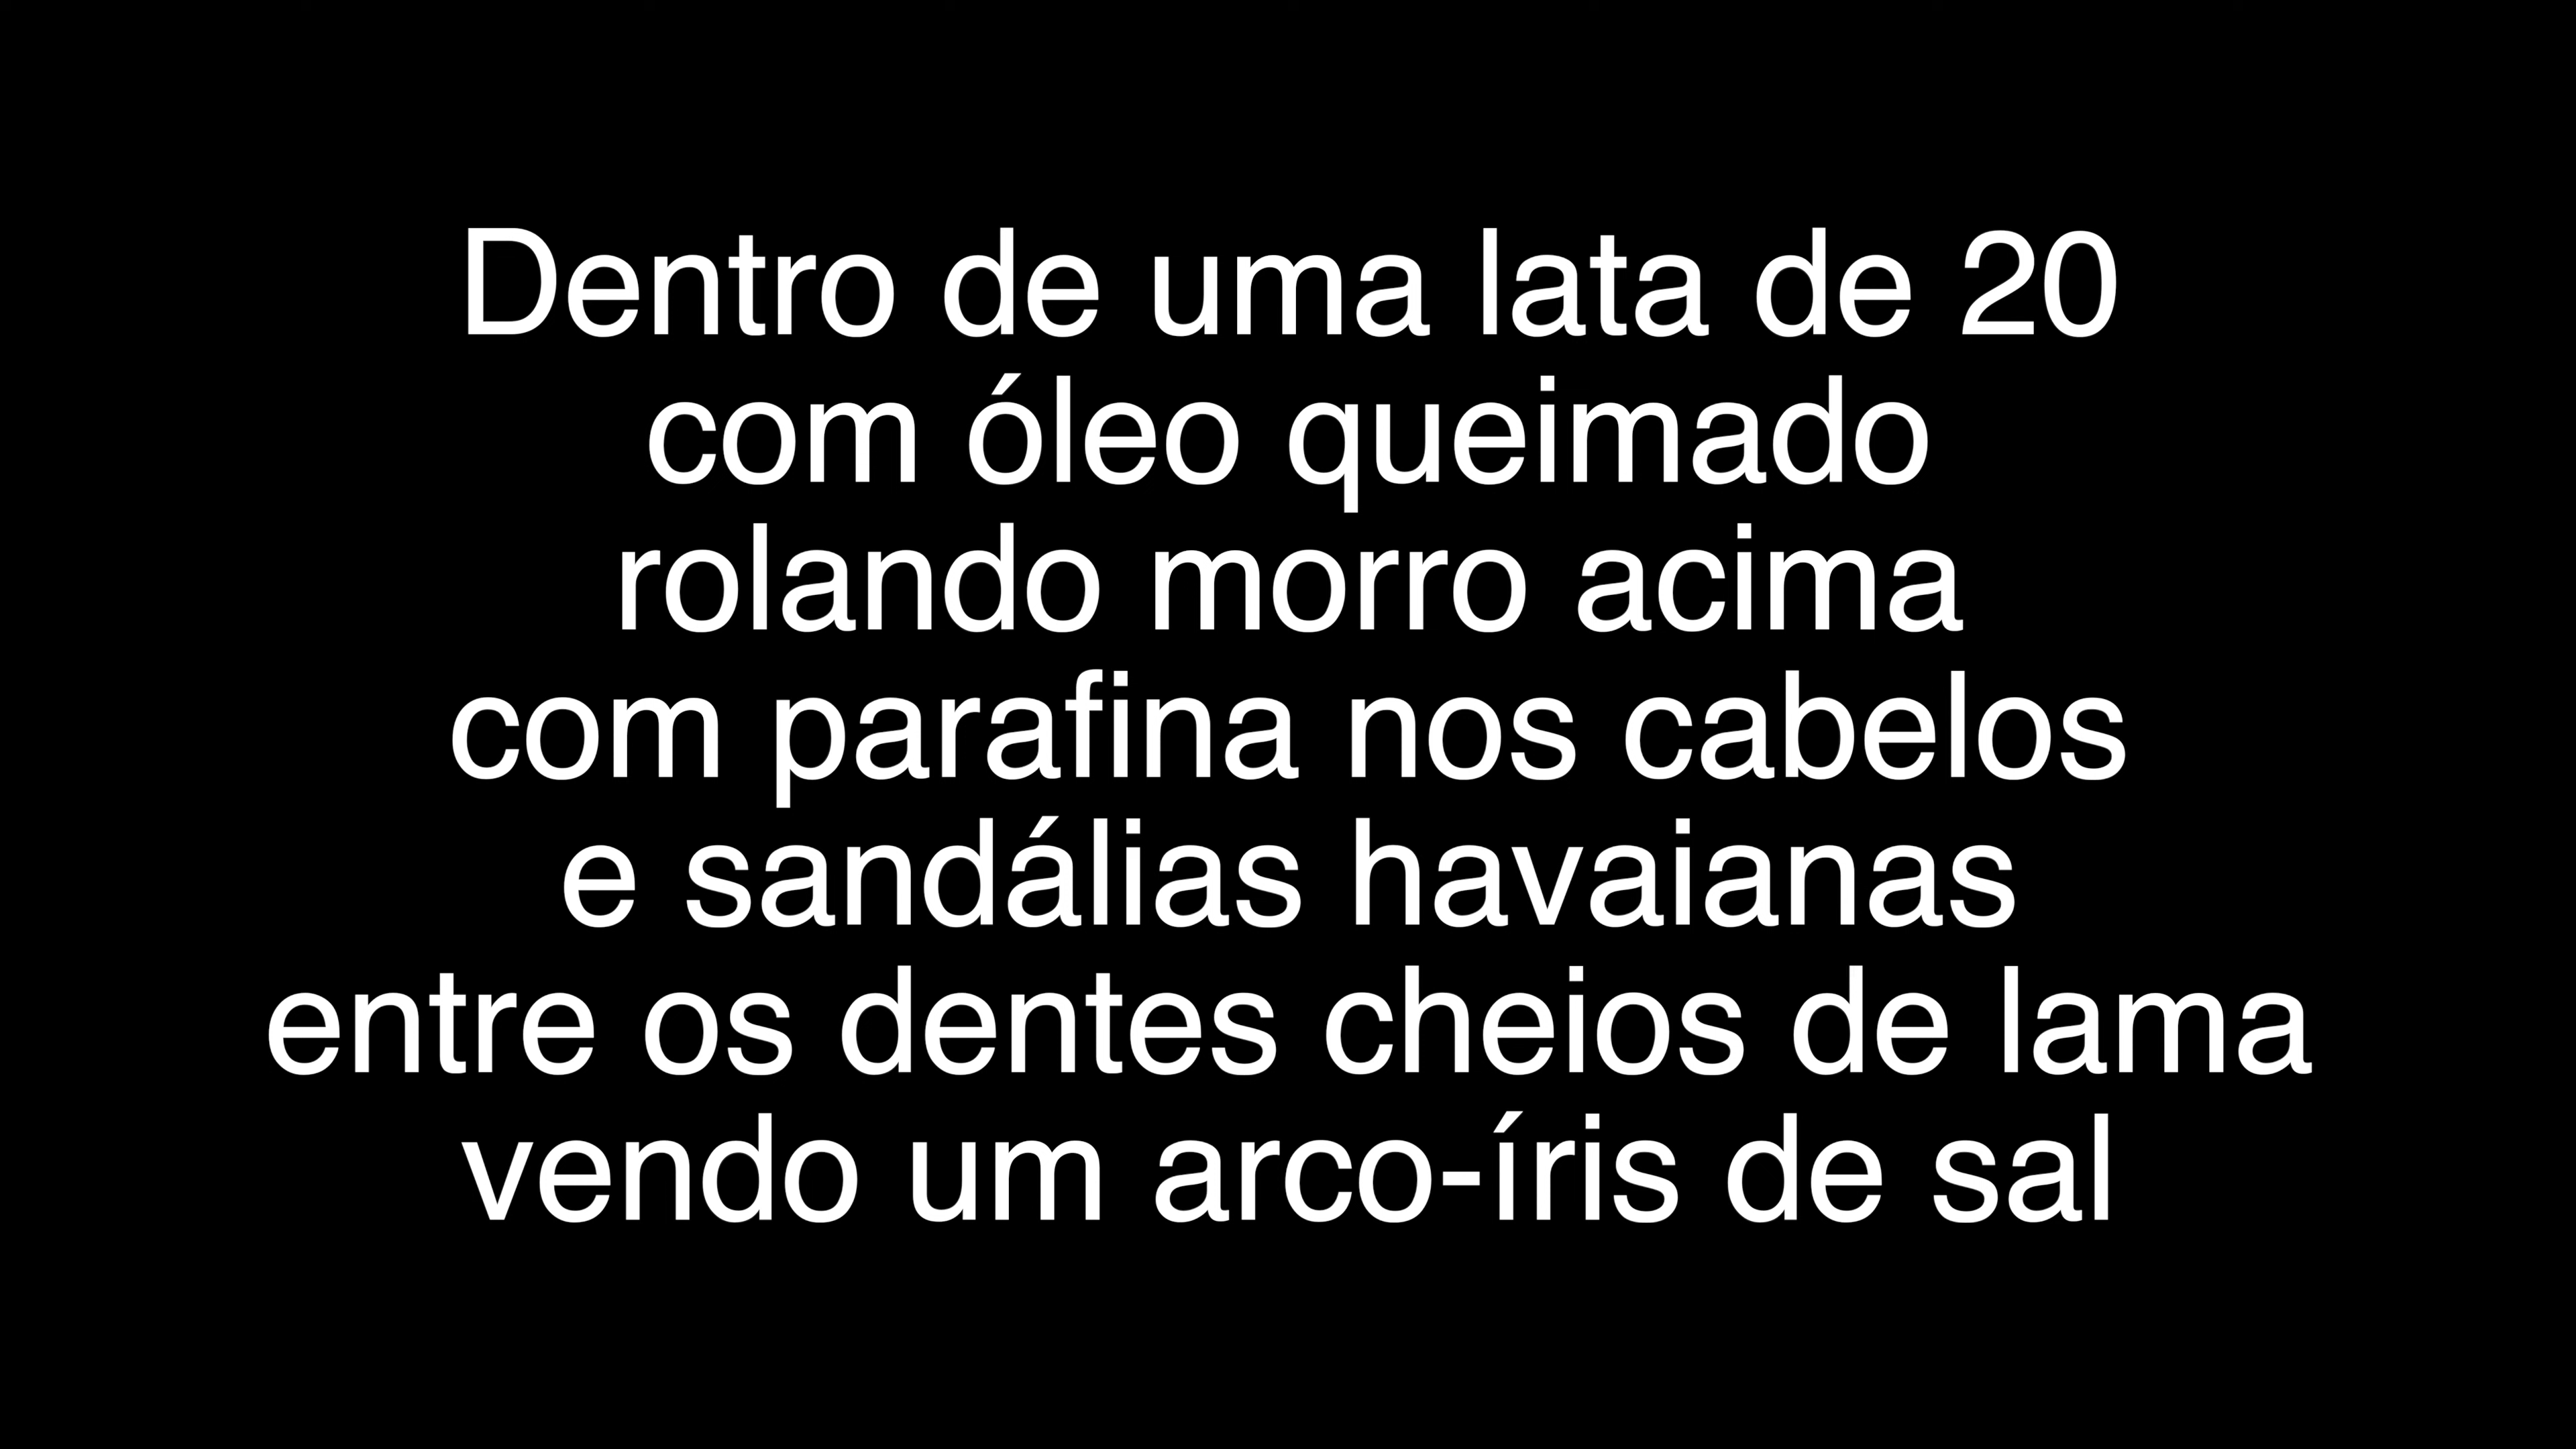 Dentro de uma lata de 20
com óleo queimado
rolando morro acima
com parafina nos cabelos
e sandálias havaianas
entre os dentes cheios de lama
vendo um arco-íris de sal